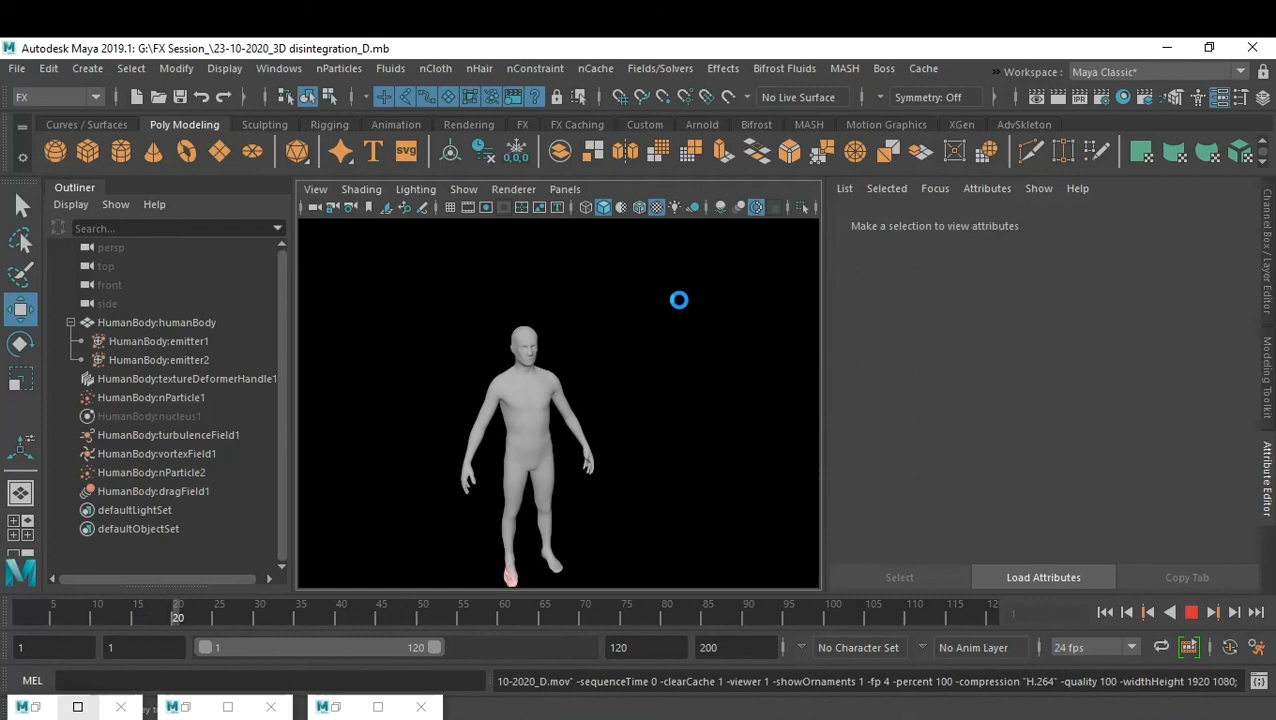 Autodesk Maya 2019.1: G:\FX Session_\23-10-2020_3D disintegration_D.mb
File Edit Create Select Modify Display Windows nParticles Fluids nCloth nHair nConstraint nCache Fields/Solvers Effects Bifrost Fluids MASH Boss Cache » Workspace : Maya Classic*
FX No Live Surface Symmetry: Off
Curves / Surfaces Poly Modeling Sculpting Rigging Animation Rendering FX FX Caching Custom Arnold Bifrost MASH Motion Graphics XGen AdvSkeleton
T svg 0,0,0
Outliner
Display Show Help
Search...
persp
top
front
side
HumanBody:humanBody
HumanBody:emitter1
HumanBody:emitter2
HumanBody:textureDeformerHandle1
HumanBody:nParticle1
HumanBody:nucleus1
HumanBody:turbulenceField1
HumanBody:vortexField1
HumanBody:nParticle2
HumanBody:dragField1
defaultLightSet
defaultObjectSet
View Shading Lighting Show Renderer Panels
List Selected Focus Attributes Show Help
Make a selection to view attributes
Select Load Attributes Copy Tab
Channel Box / Layer Editor
Modeling Toolkit
Attribute Editor
5 10 15 20 25 30 35 40 45 50 55 60 65 70 75 80 85 90 95 100 105 110 115 12
20
1
1 1 1 120 120 200 No Character Set No Anim Layer 24 fps
MEL 10-2020_D.mov" -sequenceTime 0 -clearCache 1 -viewer 1 -showOrnaments 1 -fp 4 -percent 100 -compression "H.264" -quality 100 -widthHeight 1920 1080;